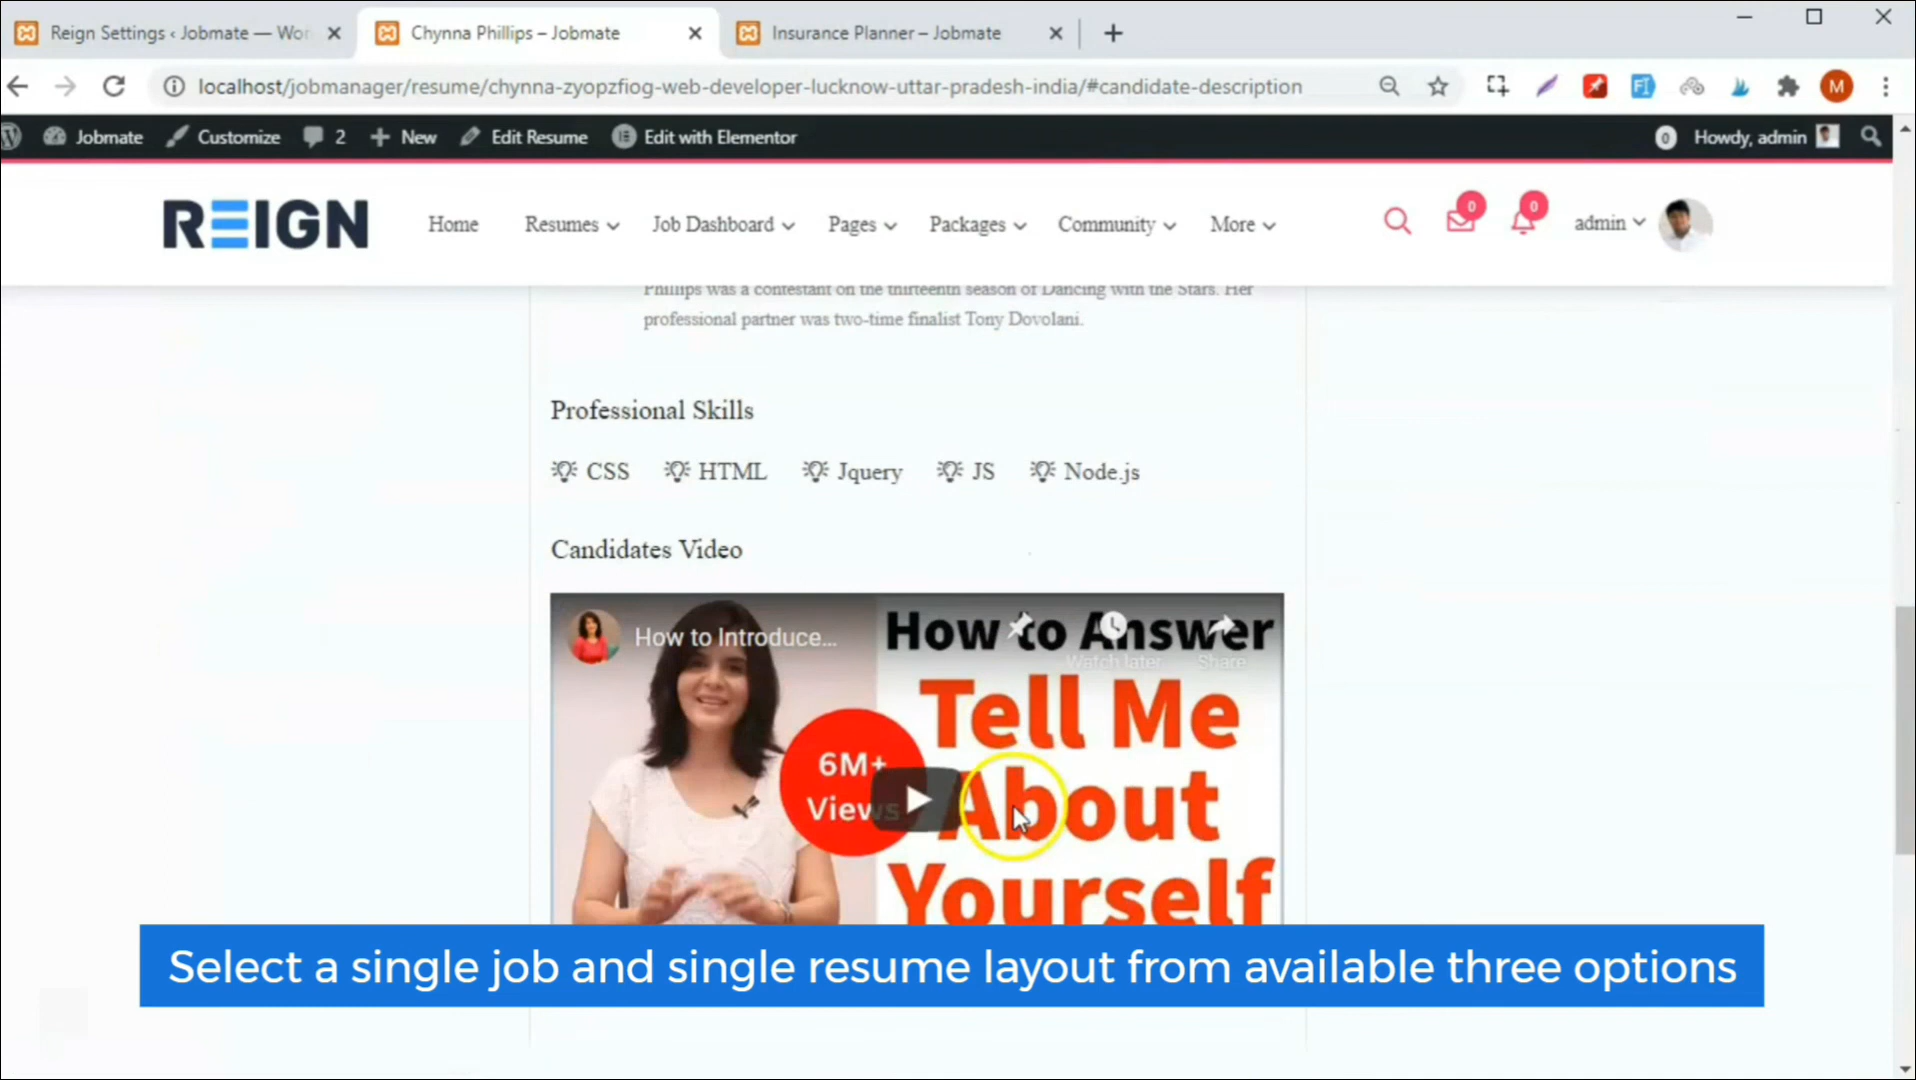 Reign Settings ‹ Jobmate — Wor
Chynna Phillips – Jobmate
Insurance Planner – Jobmate
localhost/jobmanager/resume/chynna-zyopzfiog-web-developer-lucknow-uttar-pradesh-india/#candidate-description
M
Jobmate
Customize
2
New
Edit Resume
Edit with Elementor
0
Howdy, admin
REIGN
Home
Resumes
Job Dashboard
Pages
Packages
Community
More
0
0
admin
Phillips was a contestant on the thirteenth season of Dancing with the Stars. Her
professional partner was two-time finalist Tony Dovolani.
Professional Skills
CSS
HTML
Jquery
JS
Node.js
Candidates Video
How to Introduce...
How to Answer
Watch later
Share
Tell Me
About
Yourself
6M+
Views
Select a single job and single resume layout from available three options